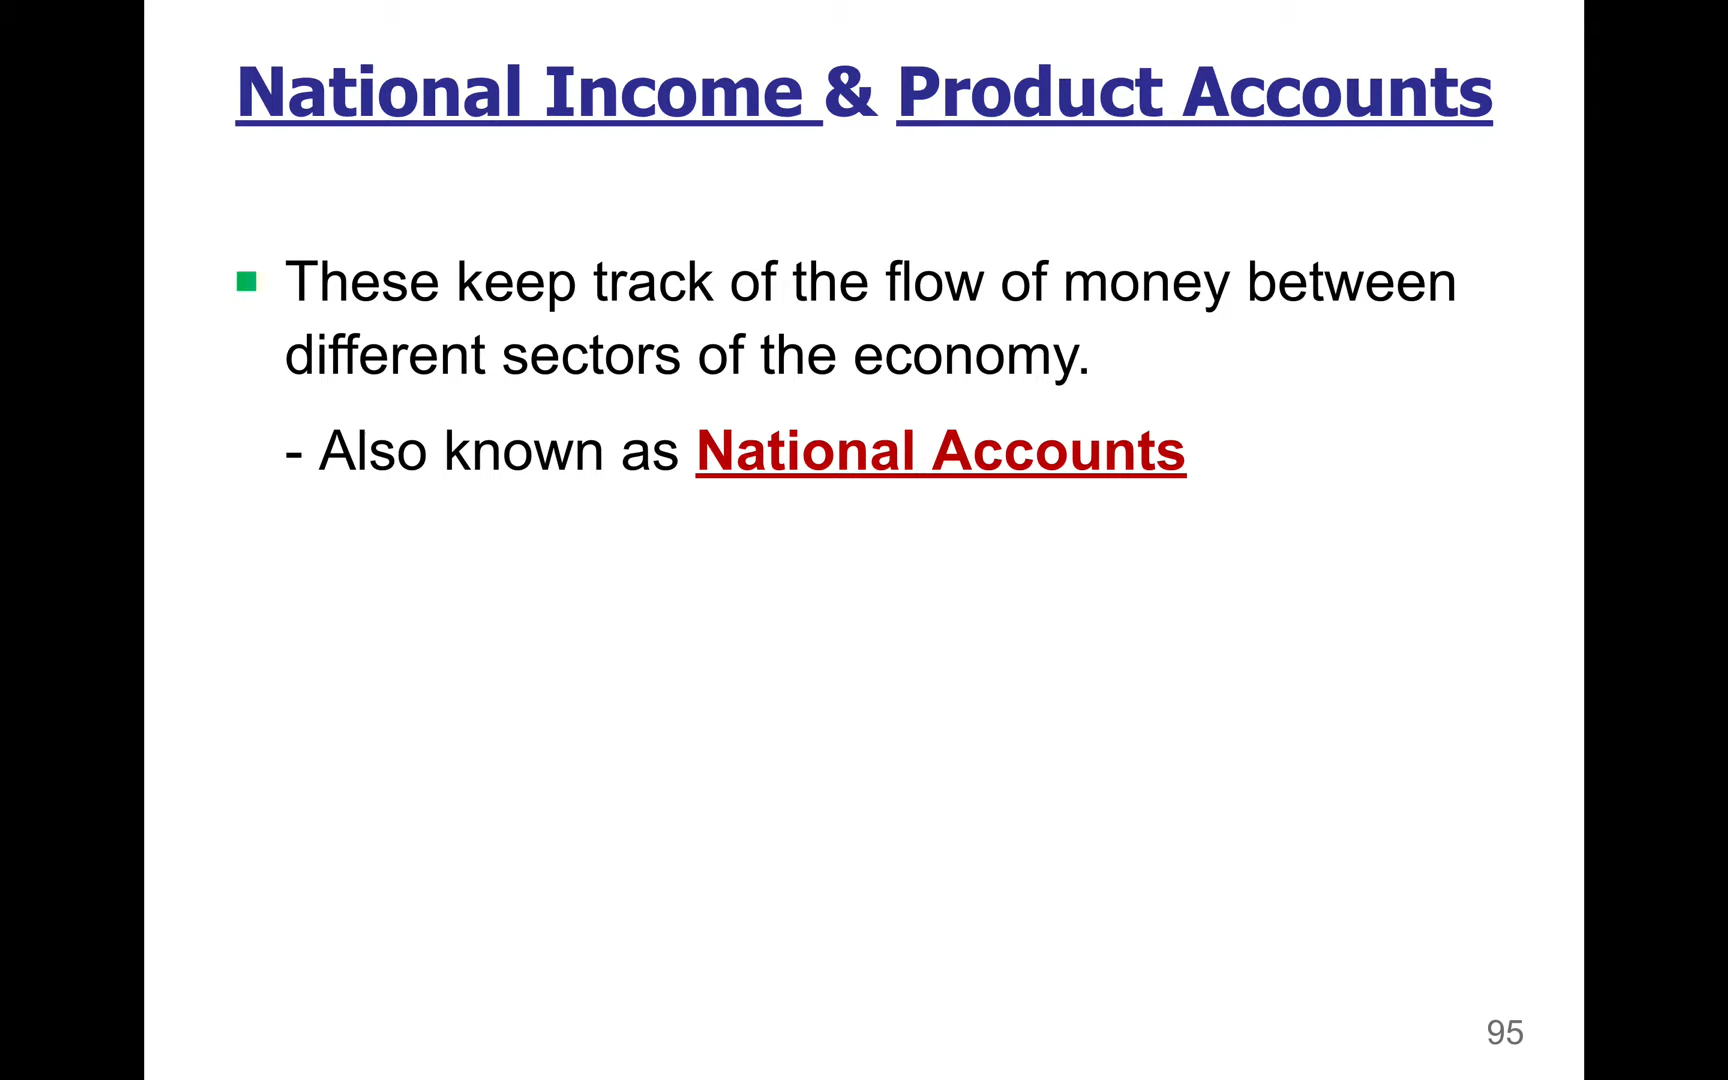 National Income & Product Accounts
These keep track of the flow of money between
different sectors of the economy.
- Also known as National Accounts
95